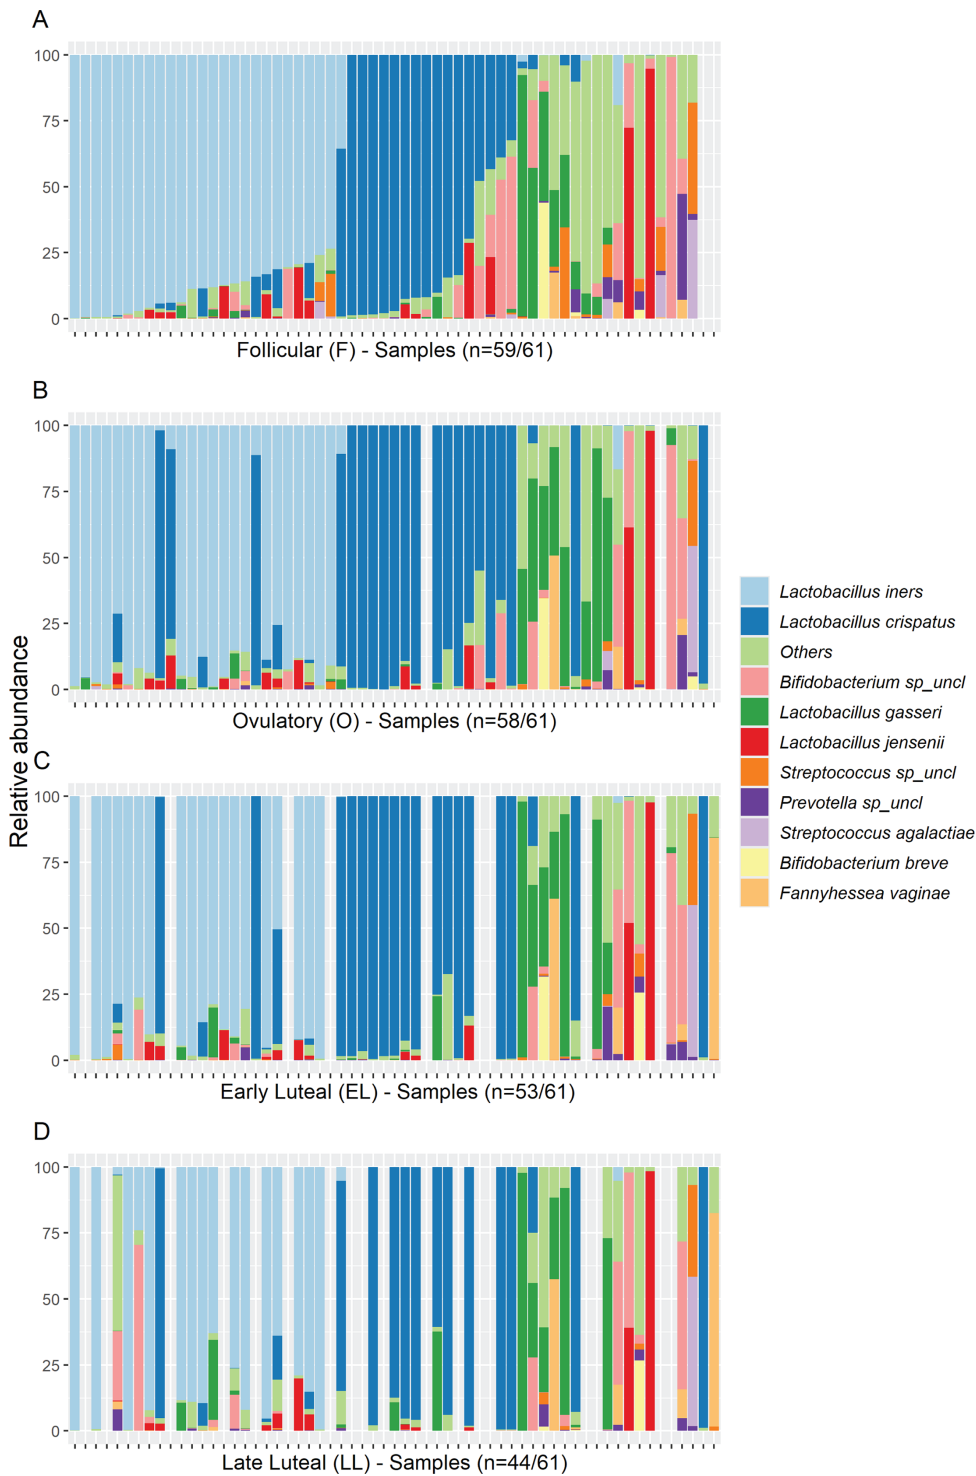 A
100
75
50
25
0
Follicular (F) - Samples (n=59/61)
B
100
75
50
25
0
Ovulatory (O) - Samples (n=58/61)
C
100
75
50
25
0
Early Luteal (EL) - Samples (n=53/61)
D
100
75
50
25
0
Late Luteal (LL) - Samples (n=44/61)
Relative abundance
Lactobacillus iners
Lactobacillus crispatus
Others
Bifidobacterium sp_uncl
Lactobacillus gasseri
Lactobacillus jensenii
Streptococcus sp_uncl
Prevotella sp_uncl
Streptococcus agalactiae
Bifidobacterium breve
Fannyhessea vaginae